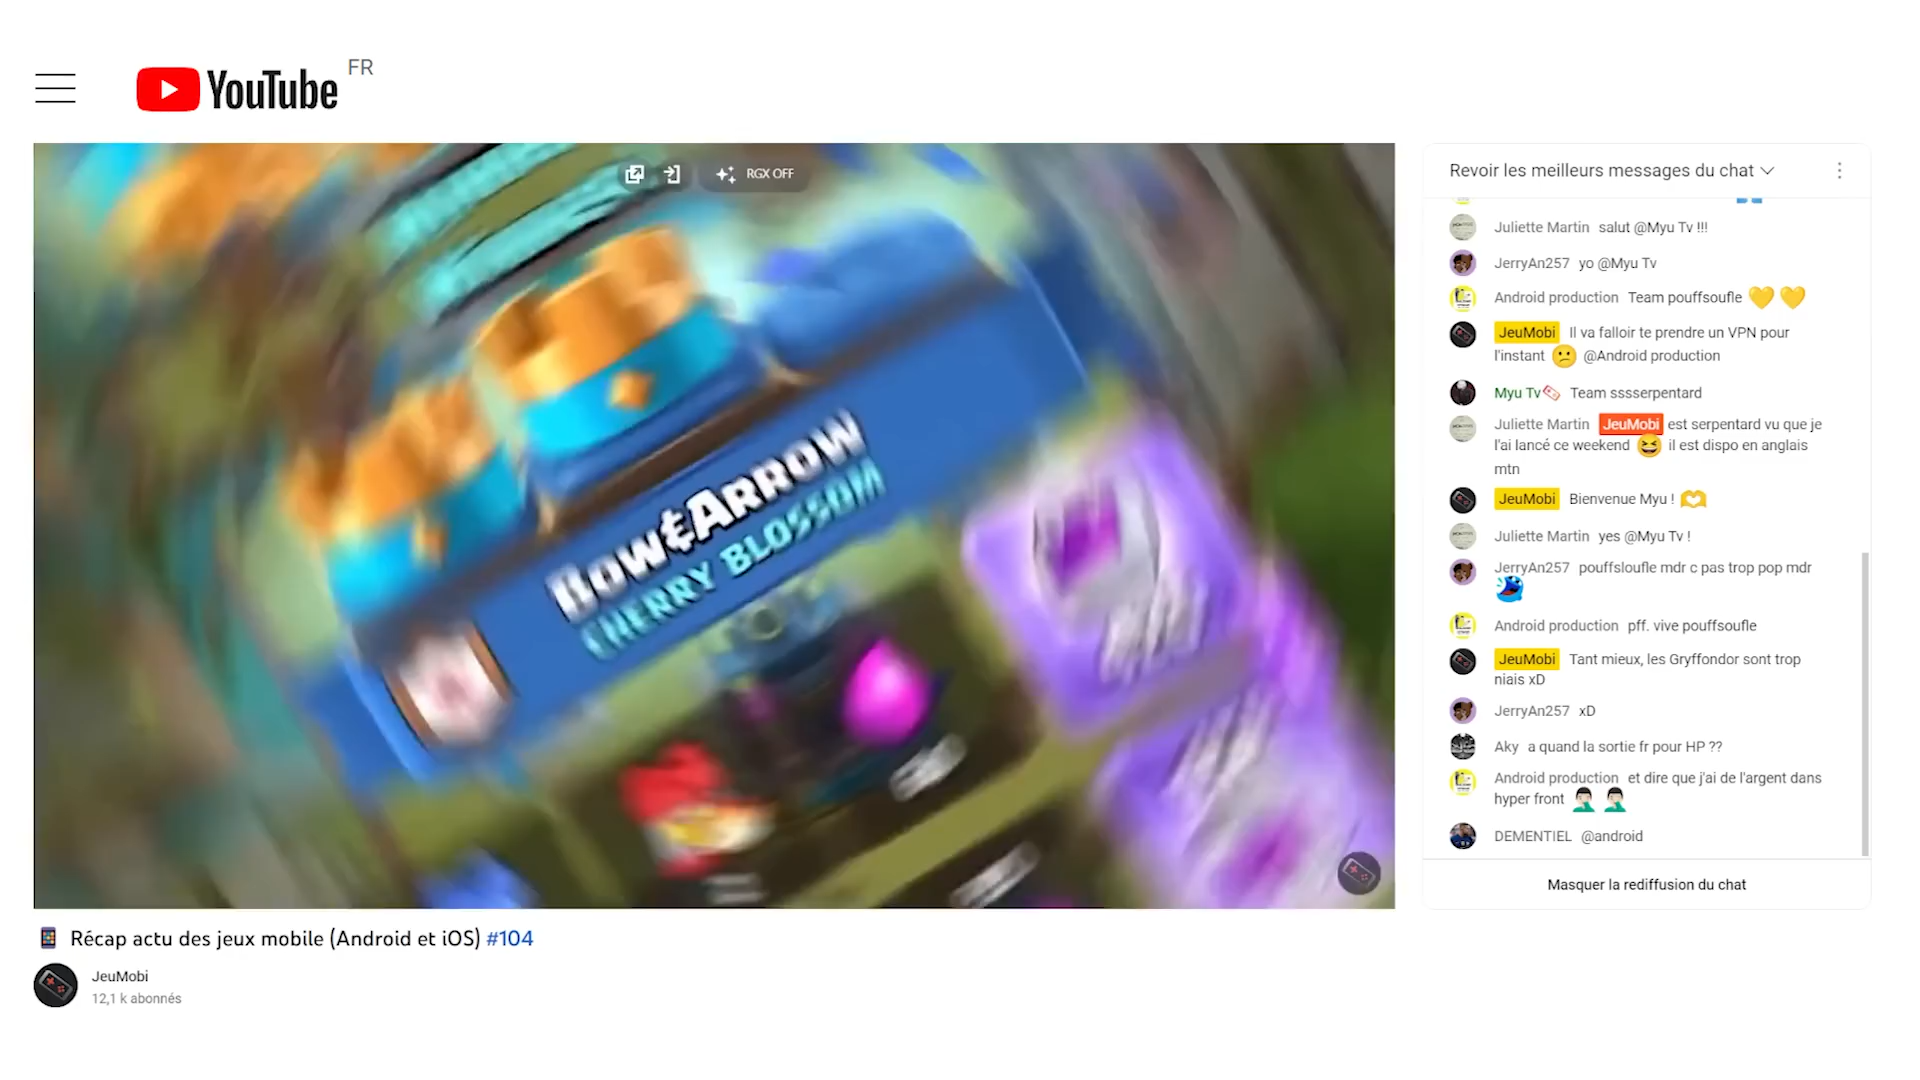 YouTube FR
RGX OFF
BOW&ARROW
CHERRY BLOSSOM
Revoir les meilleurs messages du chat
Juliette Martin salut @Myu Tv !!!
JerryAn257 yo @Myu Tv
Android production Team pouffsoufle 💛 💛
JeuMobi Il va falloir te prendre un VPN pour
l'instant 😕 @Android production
Myu Tv Team sssserpentard
Juliette Martin JeuMobi est serpentard vu que je
l'ai lancé ce weekend 😆 il est dispo en anglais
mtn
JeuMobi Bienvenue Myu ! 🫶
Juliette Martin yes @Myu Tv !
JerryAn257 pouffsloufle mdr c pas trop pop mdr
Android production pff. vive pouffsoufle
JeuMobi Tant mieux, les Gryffondor sont trop
niais xD
JerryAn257 xD
Aky a quand la sortie fr pour HP ??
Android production et dire que j'ai de l'argent dans
hyper front 🤦🏻‍♂️ 🤦🏻‍♂️
DEMENTIEL @android
Masquer la rediffusion du chat
Récap actu des jeux mobile (Android et iOS) #104
JeuMobi
12,1 k abonnés